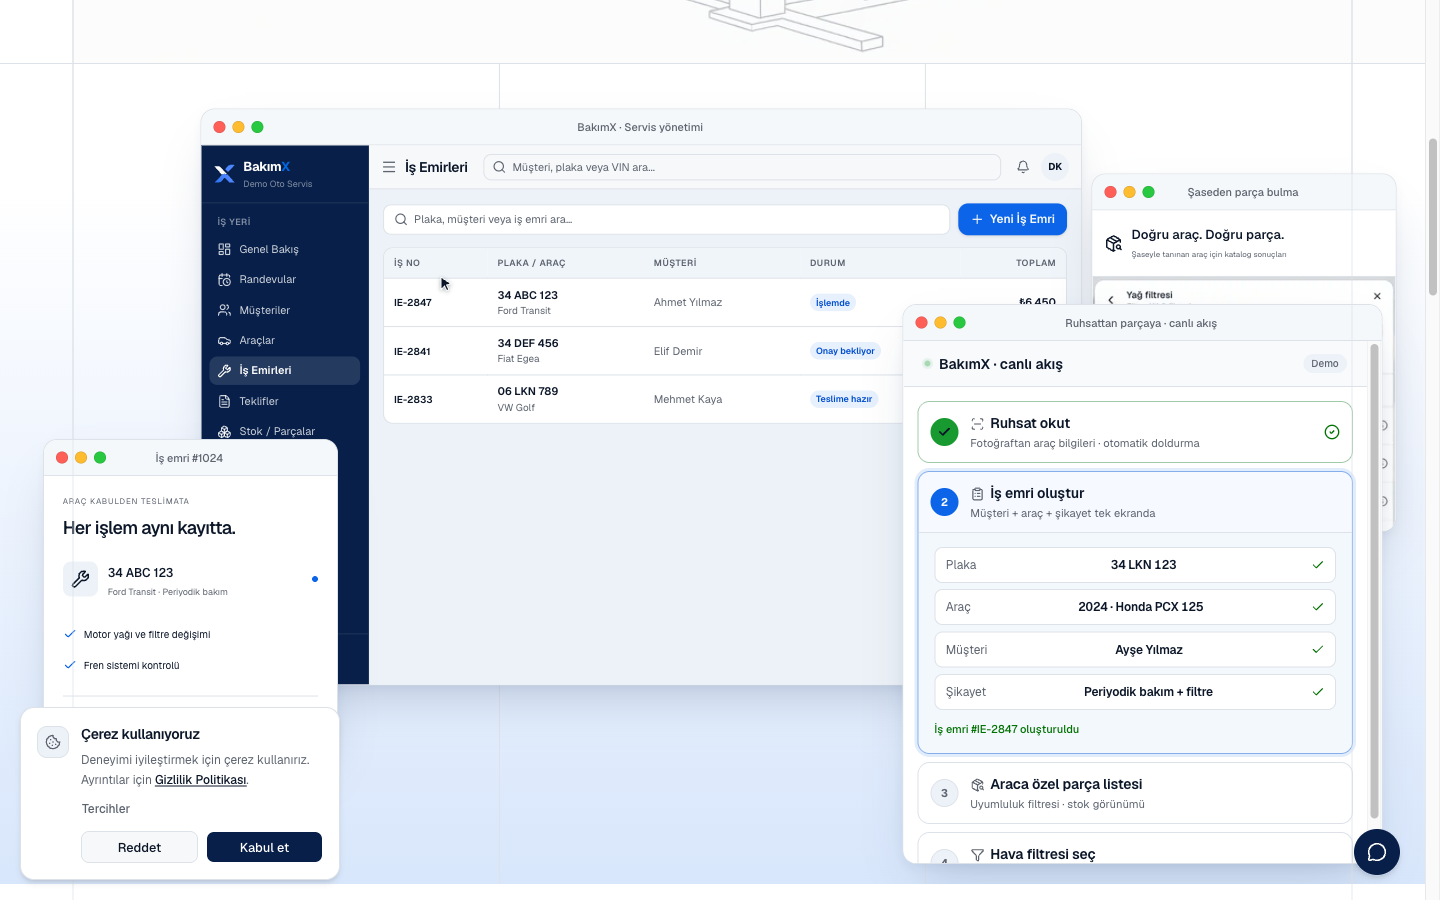 BakımX · Servis yönetimi
BakımX
Demo Oto Servis
İŞ YERİ
Genel Bakış
Randevular
Müşteriler
Araçlar
İş Emirleri
Teklifler
Stok / Parçalar
İş Emirleri
Müşteri, plaka veya VIN ara...
DK
Plaka, müşteri veya iş emri ara...
Yeni İş Emri
İŞ NO PLAKA / ARAÇ MÜŞTERİ DURUM TOPLAM
IE-2847 34 ABC 123 Ford Transit Ahmet Yılmaz İşlemde ₺6.450
IE-2841 34 DEF 456 Fiat Egea Elif Demir Onay bekliyor
IE-2833 06 LKN 789 VW Golf Mehmet Kaya Teslime hazır
Şaseden parça bulma
Doğru araç. Doğru parça.
Şaseyle tanınan araç için katalog sonuçları
Yağ filtresi
Ruhsattan parçaya · canlı akış
BakımX · canlı akış
Demo
Ruhsat okut
Fotoğraftan araç bilgileri · otomatik doldurma
2
İş emri oluştur
Müşteri + araç + şikayet tek ekranda
Plaka 34 LKN 123
Araç 2024 · Honda PCX 125
Müşteri Ayşe Yılmaz
Şikayet Periyodik bakım + filtre
İş emri #IE-2847 oluşturuldu
3
Araca özel parça listesi
Uyumluluk filtresi · stok görünümü
4
Hava filtresi seç
İş emri #1024
ARAÇ KABULDEN TESLİMATA
Her işlem aynı kayıtta.
34 ABC 123
Ford Transit · Periyodik bakım
Motor yağı ve filtre değişimi
Fren sistemi kontrolü
Çerez kullanıyoruz
Deneyimi iyileştirmek için çerez kullanırız.
Ayrıntılar için Gizlilik Politikası.
Tercihler
Reddet
Kabul et